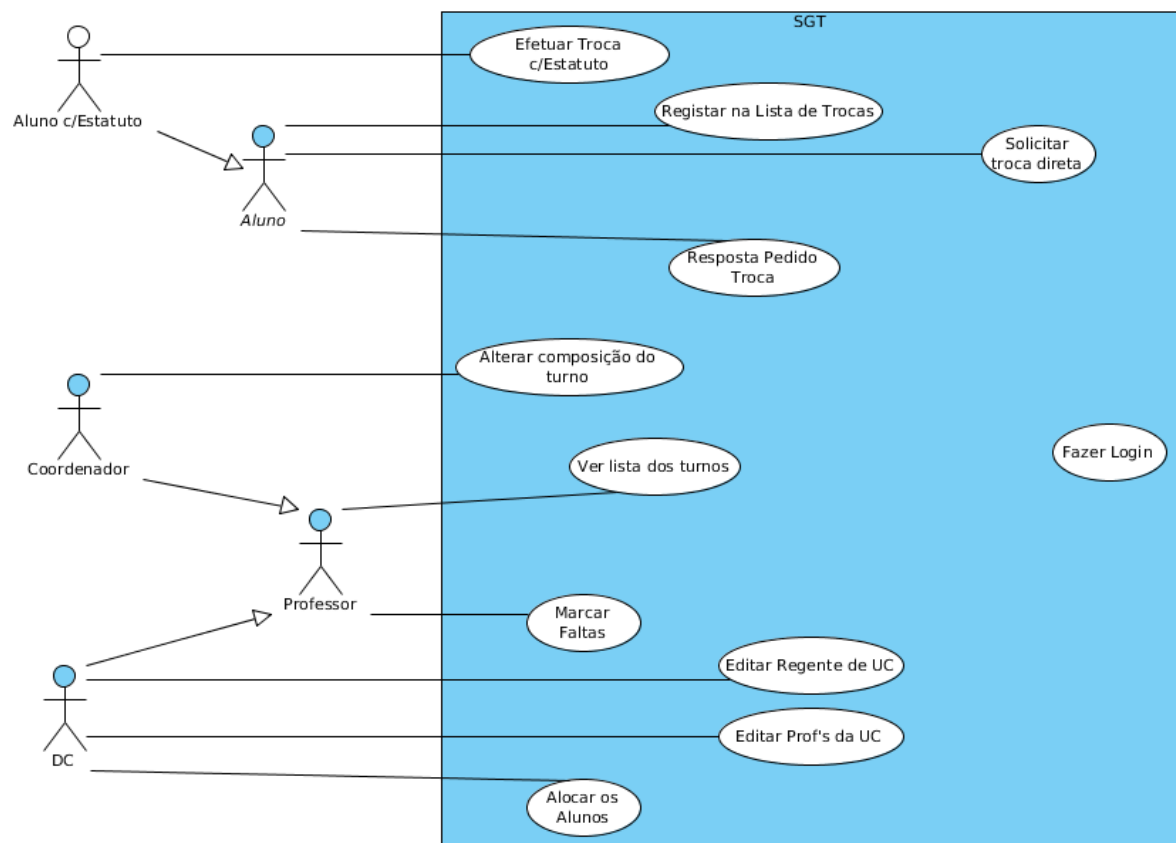 SGT
Efetuar Troca
c/Estatuto
Aluno c/Estatuto
Registar na Lista de Trocas
Solicitar
troca direta
Aluno
Resposta Pedido
Troca
Alterar composição do
turno
Coordenador
Ver lista dos turnos
Fazer Login
Professor
Marcar
Faltas
Editar Regente de UC
Editar Prof's da UC
DC
Alocar os
Alunos